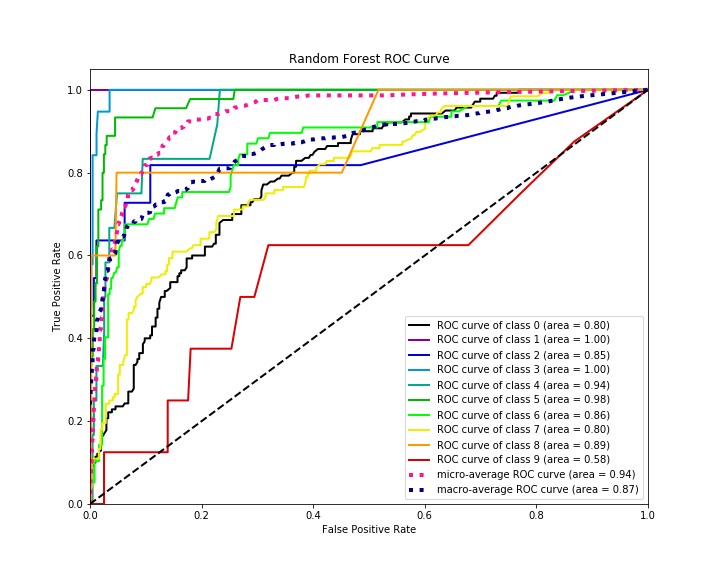 Random Forest ROC Curve
True Positive Rate
1.0
0.8
0.6
0.4
0.2
0.0
ROC curve of class 0 (area = 0.80)
ROC curve of class 1 (area = 1.00)
ROC curve of class 2 (area = 0.85)
ROC curve of class 3 (area = 1.00)
ROC curve of class 4 (area = 0.94)
ROC curve of class 5 (area = 0.98)
ROC curve of class 6 (area = 0.86)
ROC curve of class 7 (area = 0.80)
ROC curve of class 8 (area = 0.89)
ROC curve of class 9 (area = 0.58)
micro-average ROC curve (area = 0.94)
macro-average ROC curve (area = 0.87)
0.0 0.2 0.4 0.6 0.8 1.0
False Positive Rate